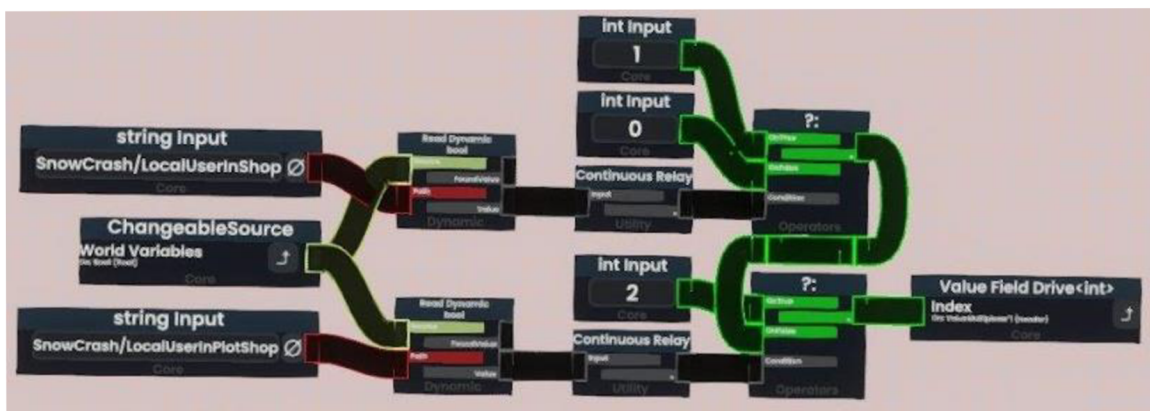 string Input
SnowCrash/LocalUserInShop
Ø
Core
ChangeableSource
World Variables
Core
string Input
SnowCrash/LocalUserInPlotShop
Ø
Core
Read Dynamic
bool
Source
FoundValue
Path
Value
Dynamic
Read Dynamic
bool
Source
FoundValue
Path
Value
Dynamic
int Input
1
Core
int Input
0
Core
Continuous Relay
Input
Utility
int Input
2
Core
Continuous Relay
Input
Utility
?:
OnTrue
OnFalse
Condition
Operators
?:
OnTrue
OnFalse
Condition
Operators
Value Field Drive<int>
Index
Core